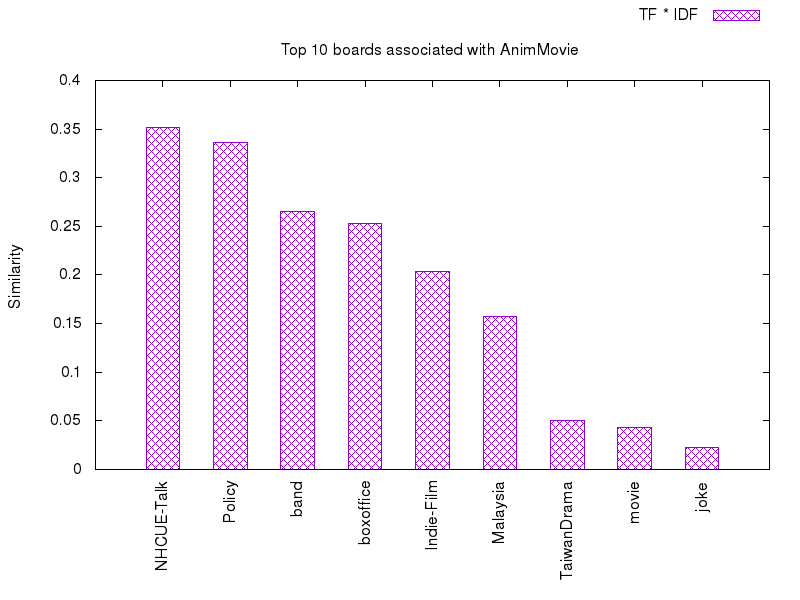 TF * IDF
Top 10 boards associated with AnimMovie
0.4
0.35
0.3
0.25
0.2
0.15
0.1
0.05
0
Similarity
NHCUE-Talk
Policy
band
boxoffice
Indie-Film
Malaysia
TaiwanDrama
movie
joke